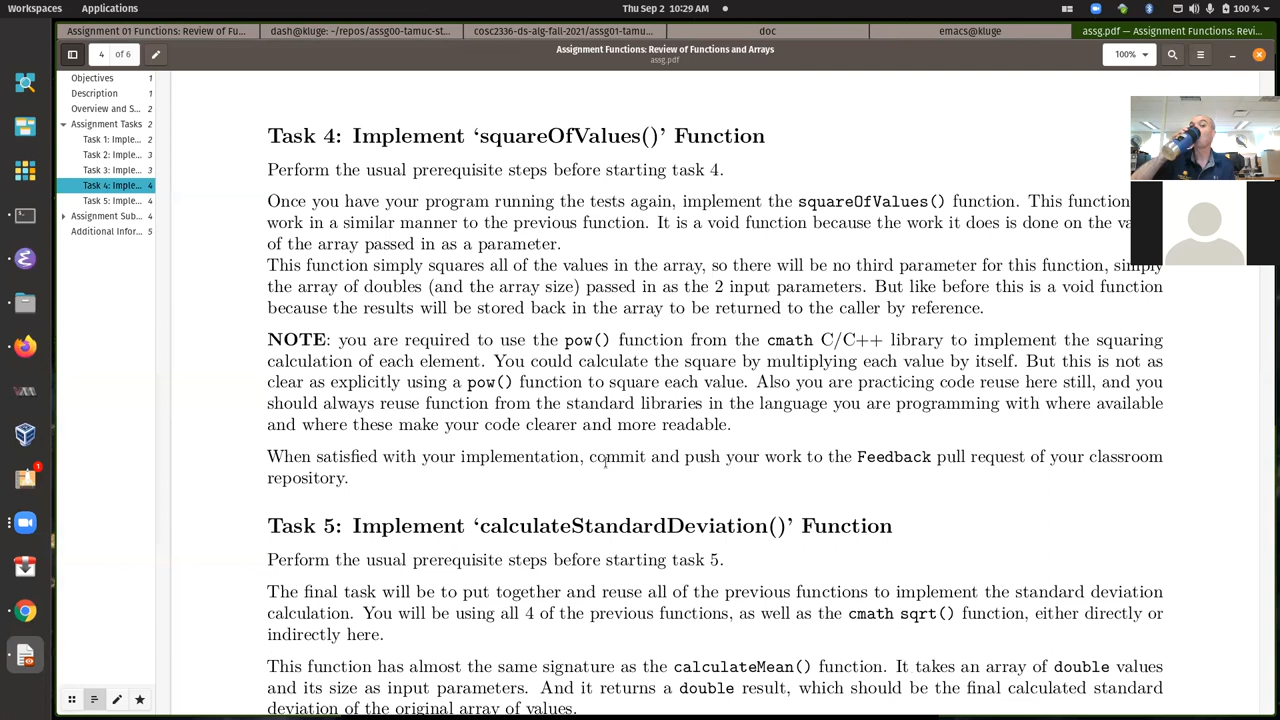 Workspaces
Applications
Thu Sep 2 10:29 AM
100 %
Assignment 01 Functions: Review of Fu...
dash@kluge: ~/repos/assg00-tamuc-st...
cosc2336-ds-alg-fall-2021/assg01-tamu...
doc
emacs@kluge
assg.pdf — Assignment Functions: Revi...
4 of 6
Assignment Functions: Review of Functions and Arrays
assg.pdf
100%
Objectives 1
Description 1
Overview and S... 2
Assignment Tasks 2
Task 1: Imple... 2
Task 2: Imple... 3
Task 3: Imple... 3
Task 4: Imple... 4
Task 5: Imple... 4
Assignment Sub... 4
Additional Infor... 5
1
Task 4: Implement ‘squareOfValues()’ Function
Perform the usual prerequisite steps before starting task 4.
Once you have your program running the tests again, implement the squareOfValues() function. This function
work in a similar manner to the previous function. It is a void function because the work it does is done on the va
of the array passed in as a parameter.
This function simply squares all of the values in the array, so there will be no third parameter for this function, simply
the array of doubles (and the array size) passed in as the 2 input parameters. But like before this is a void function
because the results will be stored back in the array to be returned to the caller by reference.
NOTE: you are required to use the pow() function from the cmath C/C++ library to implement the squaring
calculation of each element. You could calculate the square by multiplying each value by itself. But this is not as
clear as explicitly using a pow() function to square each value. Also you are practicing code reuse here still, and you
should always reuse function from the standard libraries in the language you are programming with where available
and where these make your code clearer and more readable.
When satisfied with your implementation, commit and push your work to the Feedback pull request of your classroom
repository.
Task 5: Implement ‘calculateStandardDeviation()’ Function
Perform the usual prerequisite steps before starting task 5.
The final task will be to put together and reuse all of the previous functions to implement the standard deviation
calculation. You will be using all 4 of the previous functions, as well as the cmath sqrt() function, either directly or
indirectly here.
This function has almost the same signature as the calculateMean() function. It takes an array of double values
and its size as input parameters. And it returns a double result, which should be the final calculated standard
deviation of the original array of values.